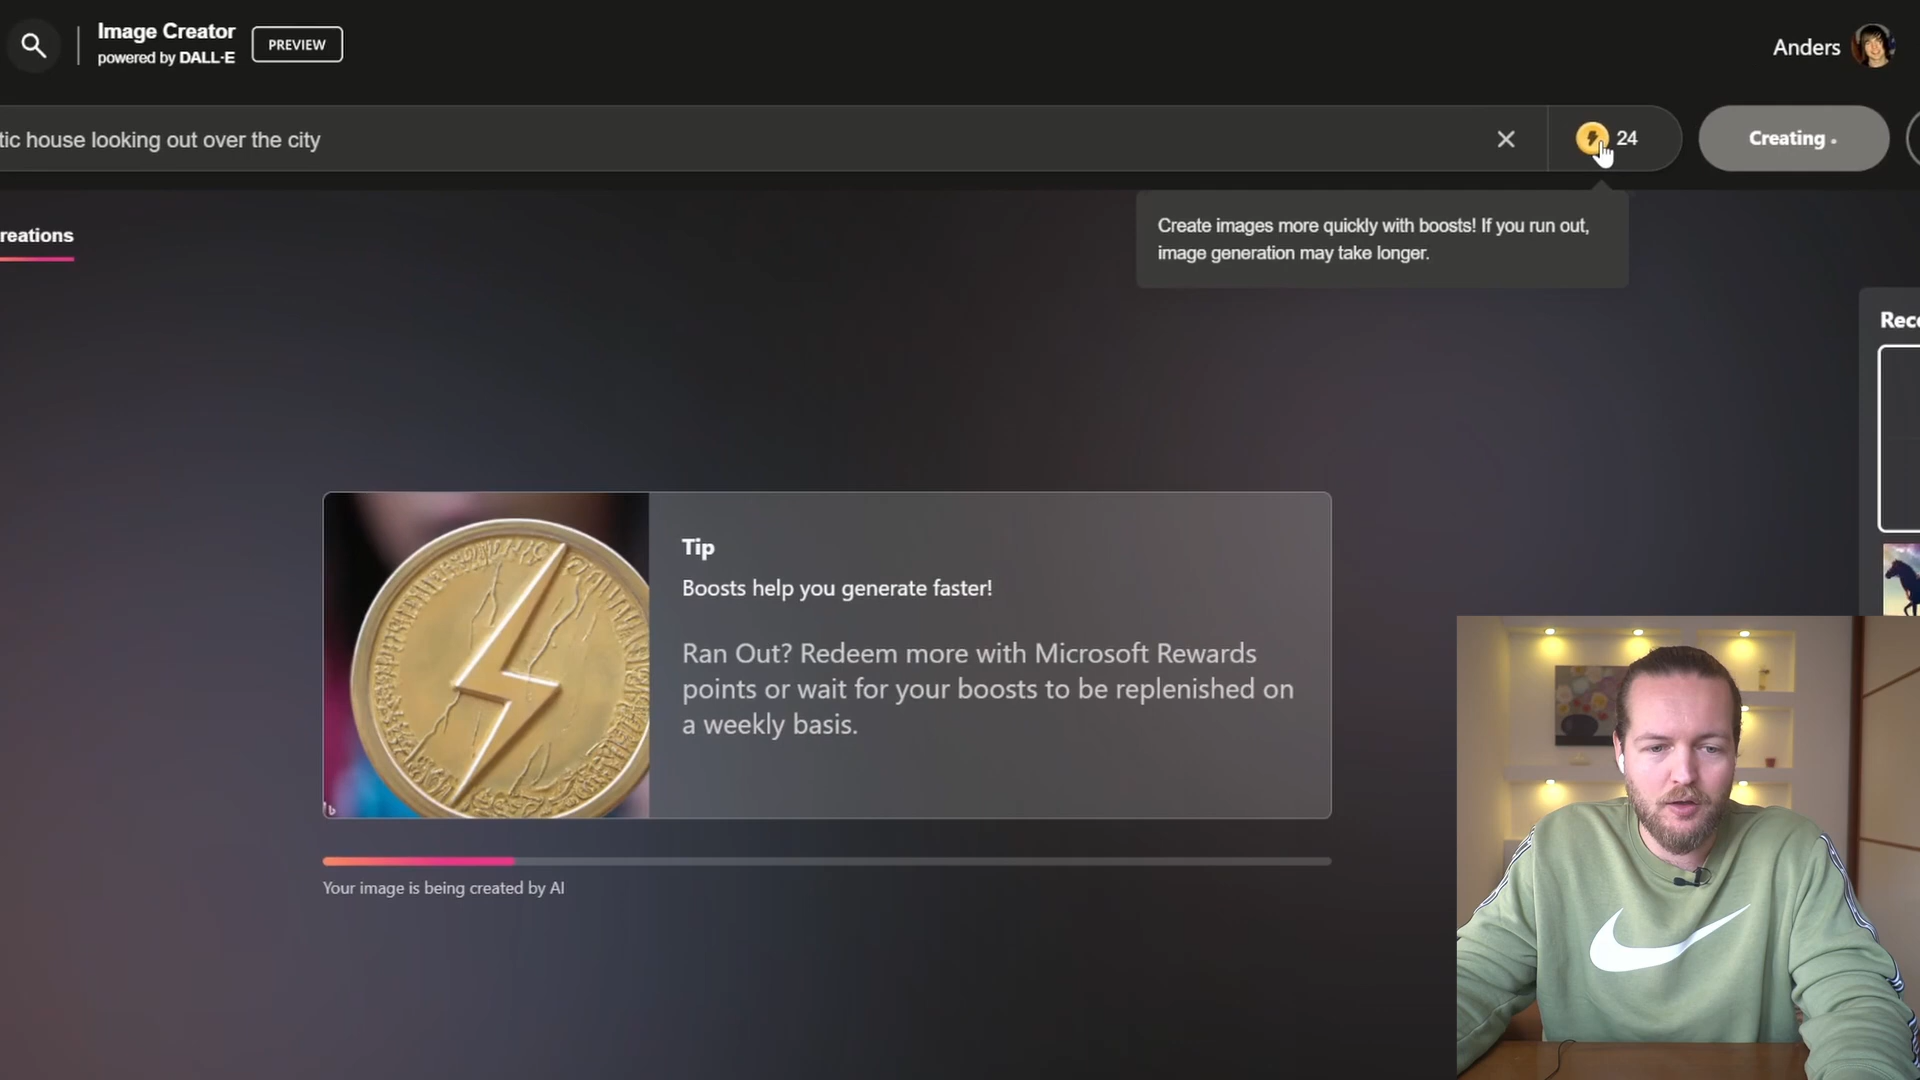 Image Creator
powered by DALL·E
PREVIEW
Anders
tic house looking out over the city
24
Creating
Create images more quickly with boosts! If you run out,
image generation may take longer.
reations
Rece
Tip
Boosts help you generate faster!
Ran Out? Redeem more with Microsoft Rewards
points or wait for your boosts to be replenished on
a weekly basis.
Your image is being created by AI